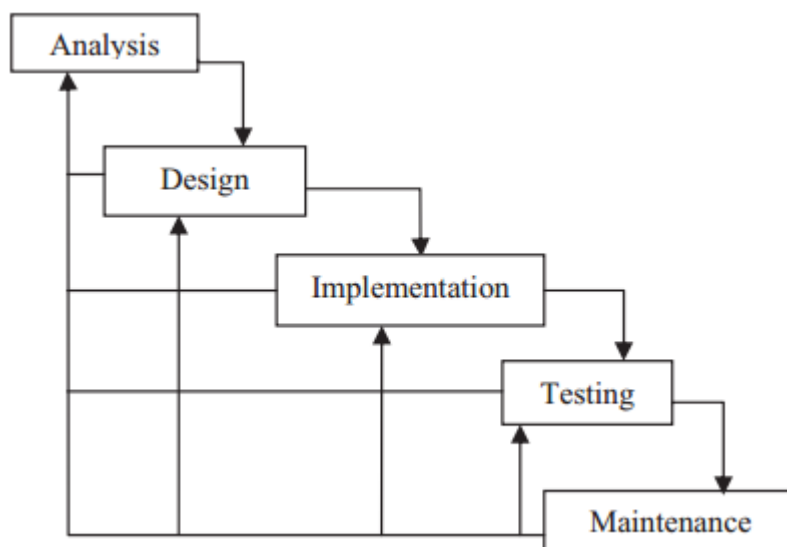 Analysis
Design
Implementation
Testing
Maintenance